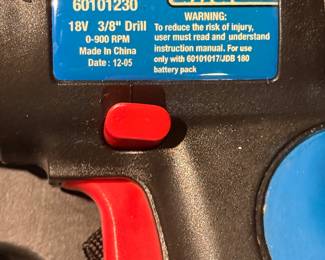 60101230
18V 3/8" Drill
0-900 RPM
Made In China
Date : 12-05
WARNING:
To reduce the risk of injury,
user must read and understand
instruction manual. For use
only with 60101017/JDB 180
battery pack